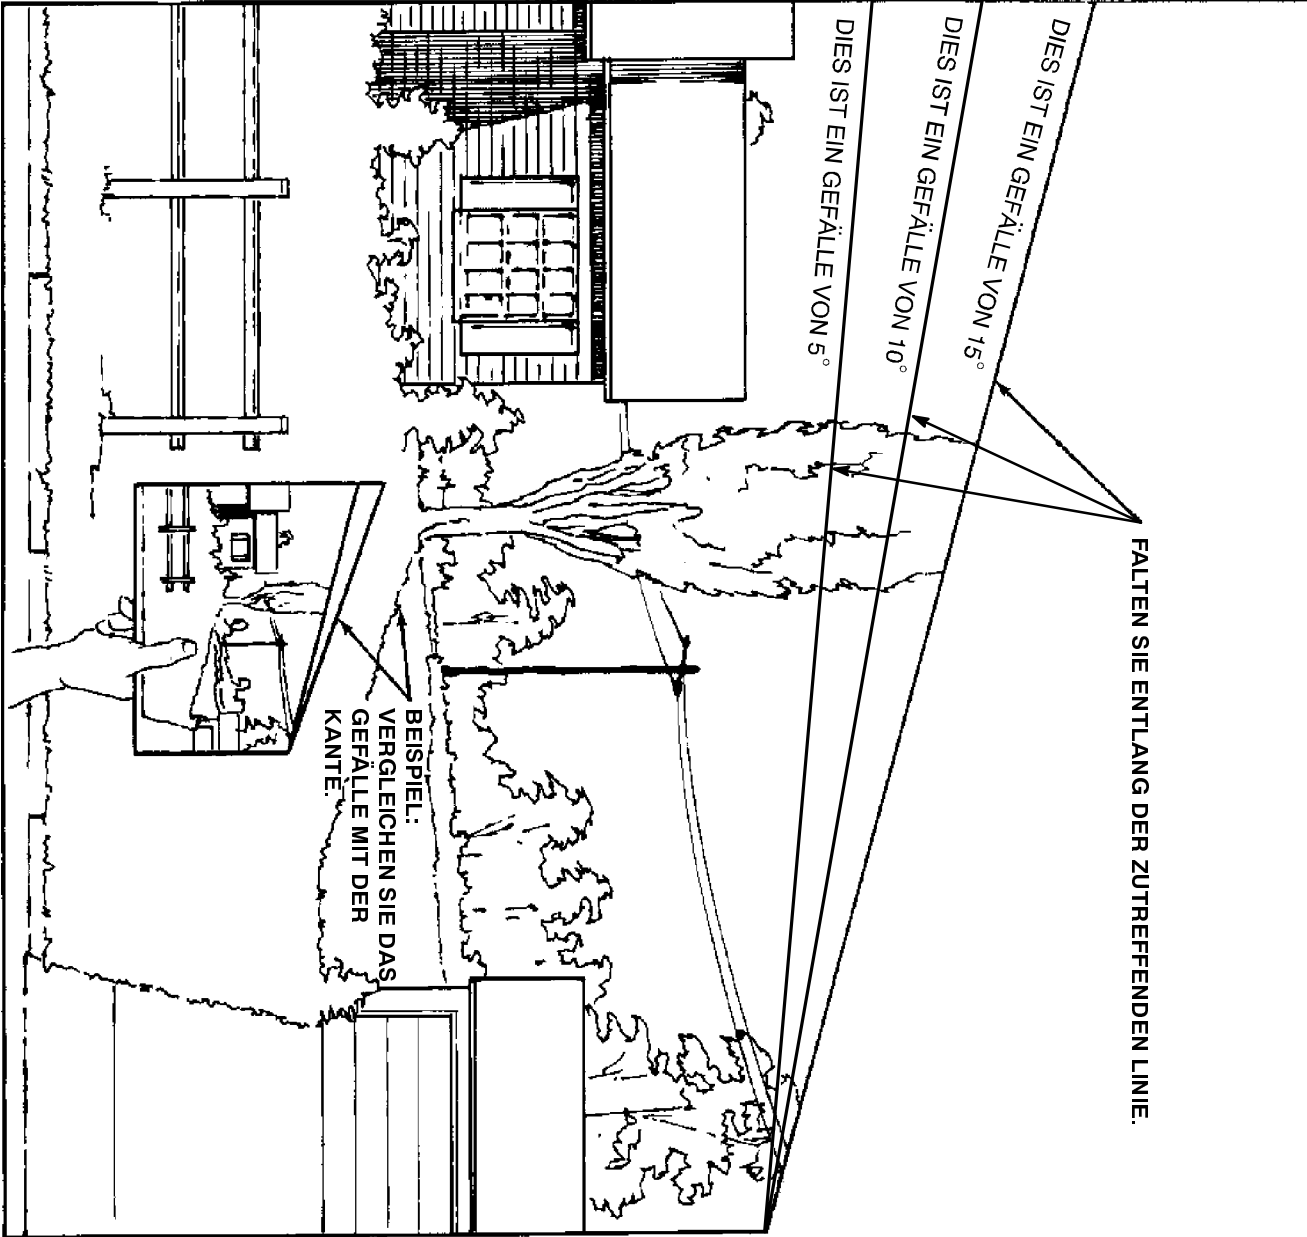 FALTEN SIE ENTLANG DER ZUTREFFENDEN LINIE.
DIES IST EIN GEFÄLLE VON 15°
DIES IST EIN GEFÄLLE VON 10°
DIES IST EIN GEFÄLLE VON 5°
BEISPIEL.:
VERGLEICHEN SIE DAS
GEFÄLLE MIT DER
KANTE.